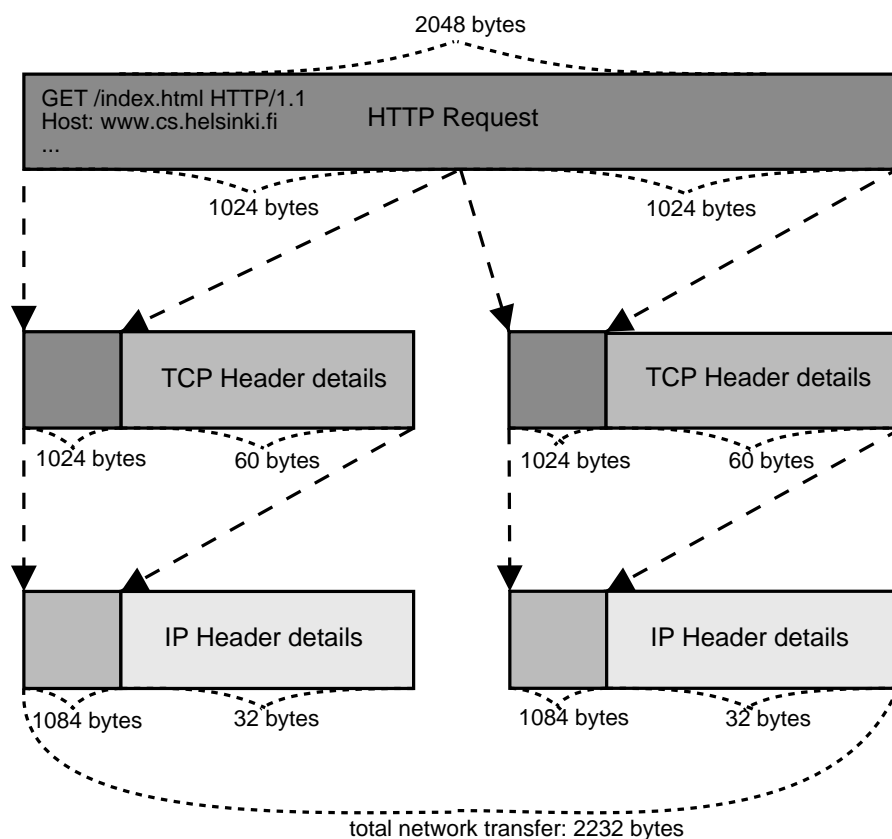 2048 bytes
GET /index.html HTTP/1.1
Host: www.cs.helsinki.fi
...
HTTP Request
1024 bytes
1024 bytes
TCP Header details
TCP Header details
1024 bytes
60 bytes
1024 bytes
60 bytes
IP Header details
IP Header details
1084 bytes
32 bytes
1084 bytes
32 bytes
total network transfer: 2232 bytes